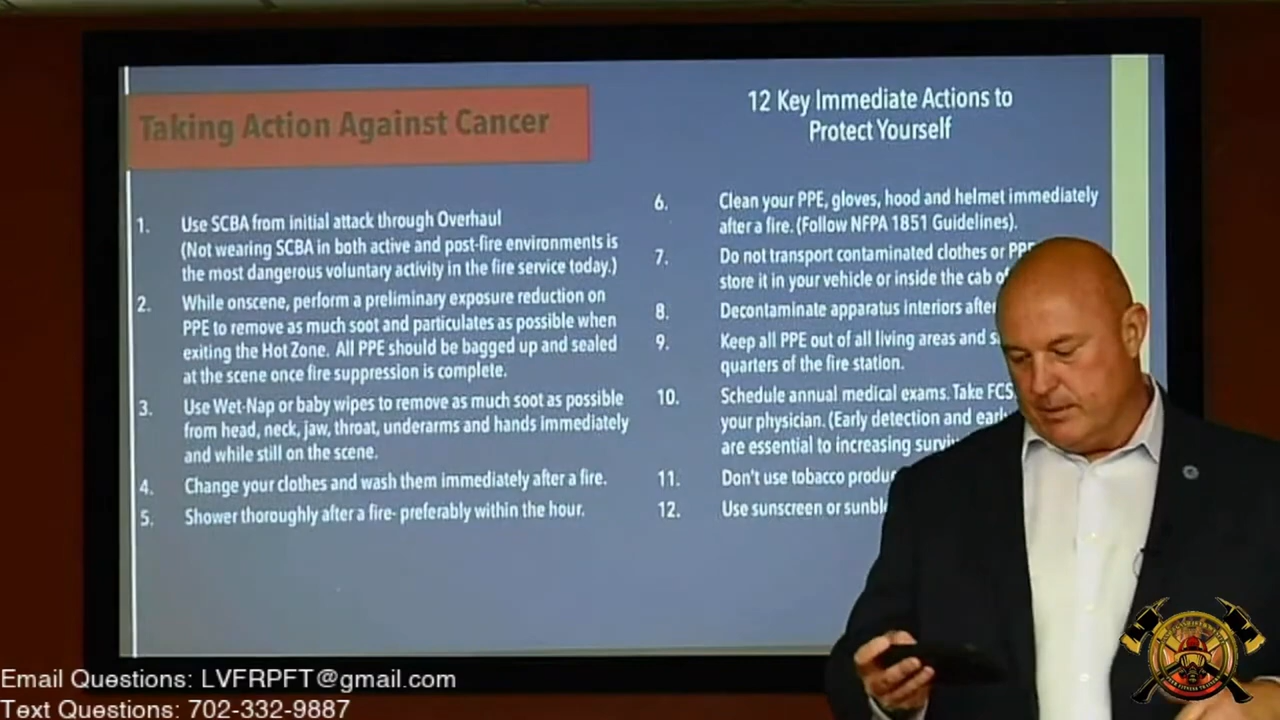 Taking Action Against Cancer
12 Key Immediate Actions to
Protect Yourself
1. Use SCBA from initial attack through Overhaul
(Not wearing SCBA in both active and post-fire environments is
the most dangerous voluntary activity in the fire service today.)
2. While onscene, perform a preliminary exposure reduction on
PPE to remove as much soot and particulates as possible when
exiting the Hot Zone. All PPE should be bagged up and sealed
at the scene once fire suppression is complete.
3. Use Wet-Nap or baby wipes to remove as much soot as possible
from head, neck, jaw, throat, underarms and hands immediately
and while still on the scene.
4. Change your clothes and wash them immediately after a fire.
5. Shower thoroughly after a fire- preferably within the hour.
6. Clean your PPE, gloves, hood and helmet immediately
after a fire. (Follow NFPA 1851 Guidelines).
7. Do not transport contaminated clothes or PPE
store it in your vehicle or inside the cab of
8. Decontaminate apparatus interiors after
9. Keep all PPE out of all living areas and
quarters of the fire station.
10. Schedule annual medical exams. Take FCS
your physician. (Early detection and
are essential to increasing
11. Don't use tobacco
12. Use sunscreen or
Email Questions: LVFRPFT@gmail.com
Text Questions: 702-332-9887